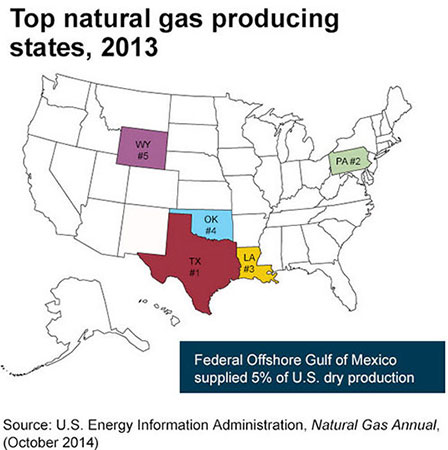 Top natural gas producing
states, 2013
WY
#5
PA #2
OK
#4
TX
#1
LA
#3
Federal Offshore Gulf of Mexico
supplied 5% of U.S. dry production
Source: U.S. Energy Information Administration, Natural Gas Annual,
(October 2014)